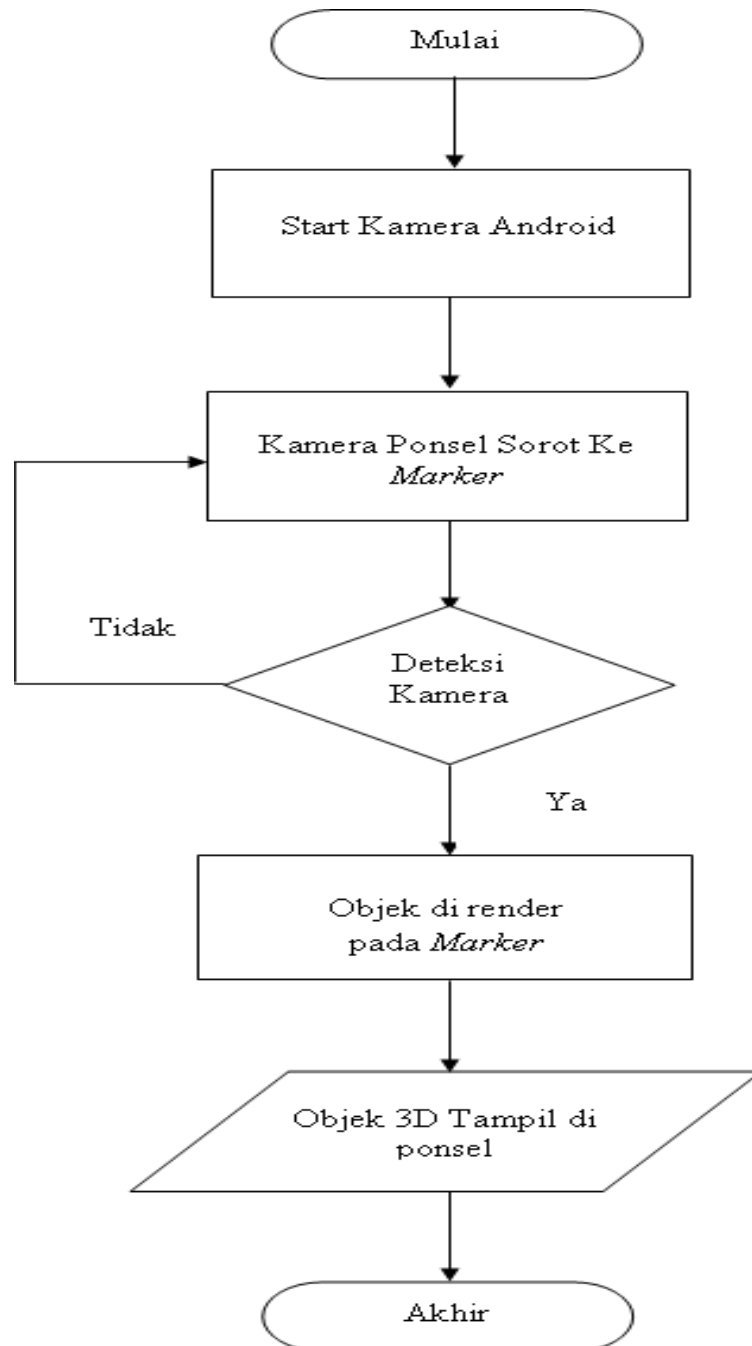 Mulai
Start Kamera Android
Kamera Ponsel Sorot Ke
Marker
Tidak
Deteksi
Kamera
Ya
Objek di render
pada Marker
Objek 3D Tampil di
ponsel
Akhir